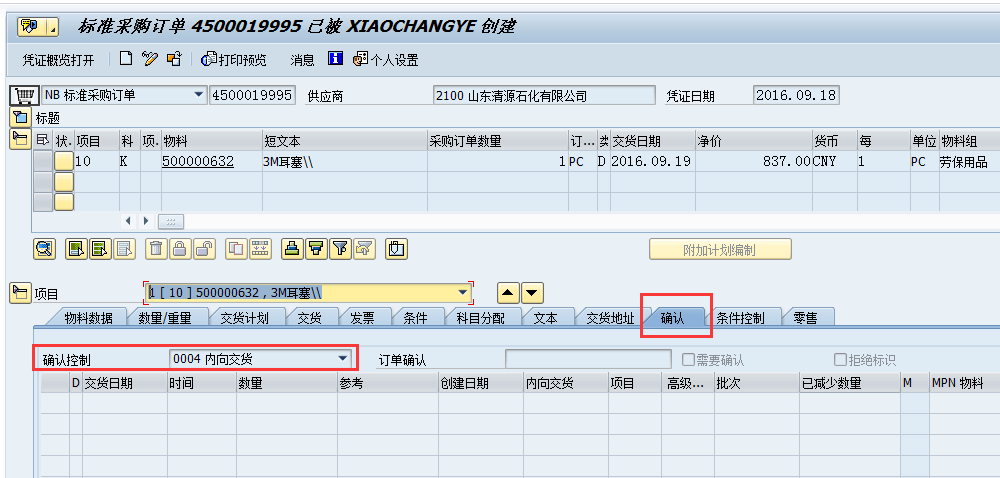 标准采购订单 4500019995 已被 XIAOCHANGYE 创建
凭证概览打开 打印预览 消息 个人设置
NB 标准采购订单 4500019995 供应商 2100 山东清源石化有限公司 凭证日期 2016.09.18
标题
状. 项目 科 项. 物料 短文本 采购订单数量 订... 类 交货日期 净价 货币 每 单位 物料组
10 K 500000632 3M耳塞\\ 1 PC D 2016.09.19 837.00 CNY 1 PC 劳保用品
附加计划编制
项目 1 [ 10 ] 500000632 , 3M耳塞\\
物料数据 数量/重量 交货计划 交货 发票 条件 科目分配 文本 交货地址 确认 条件控制 零售
确认控制 0004 内向交货 订单确认 需要确认 拒绝标识
D 交货日期 时间 数量 参考 创建日期 内向交货 项目 高级... 批次 已减少数量 M MPN 物料